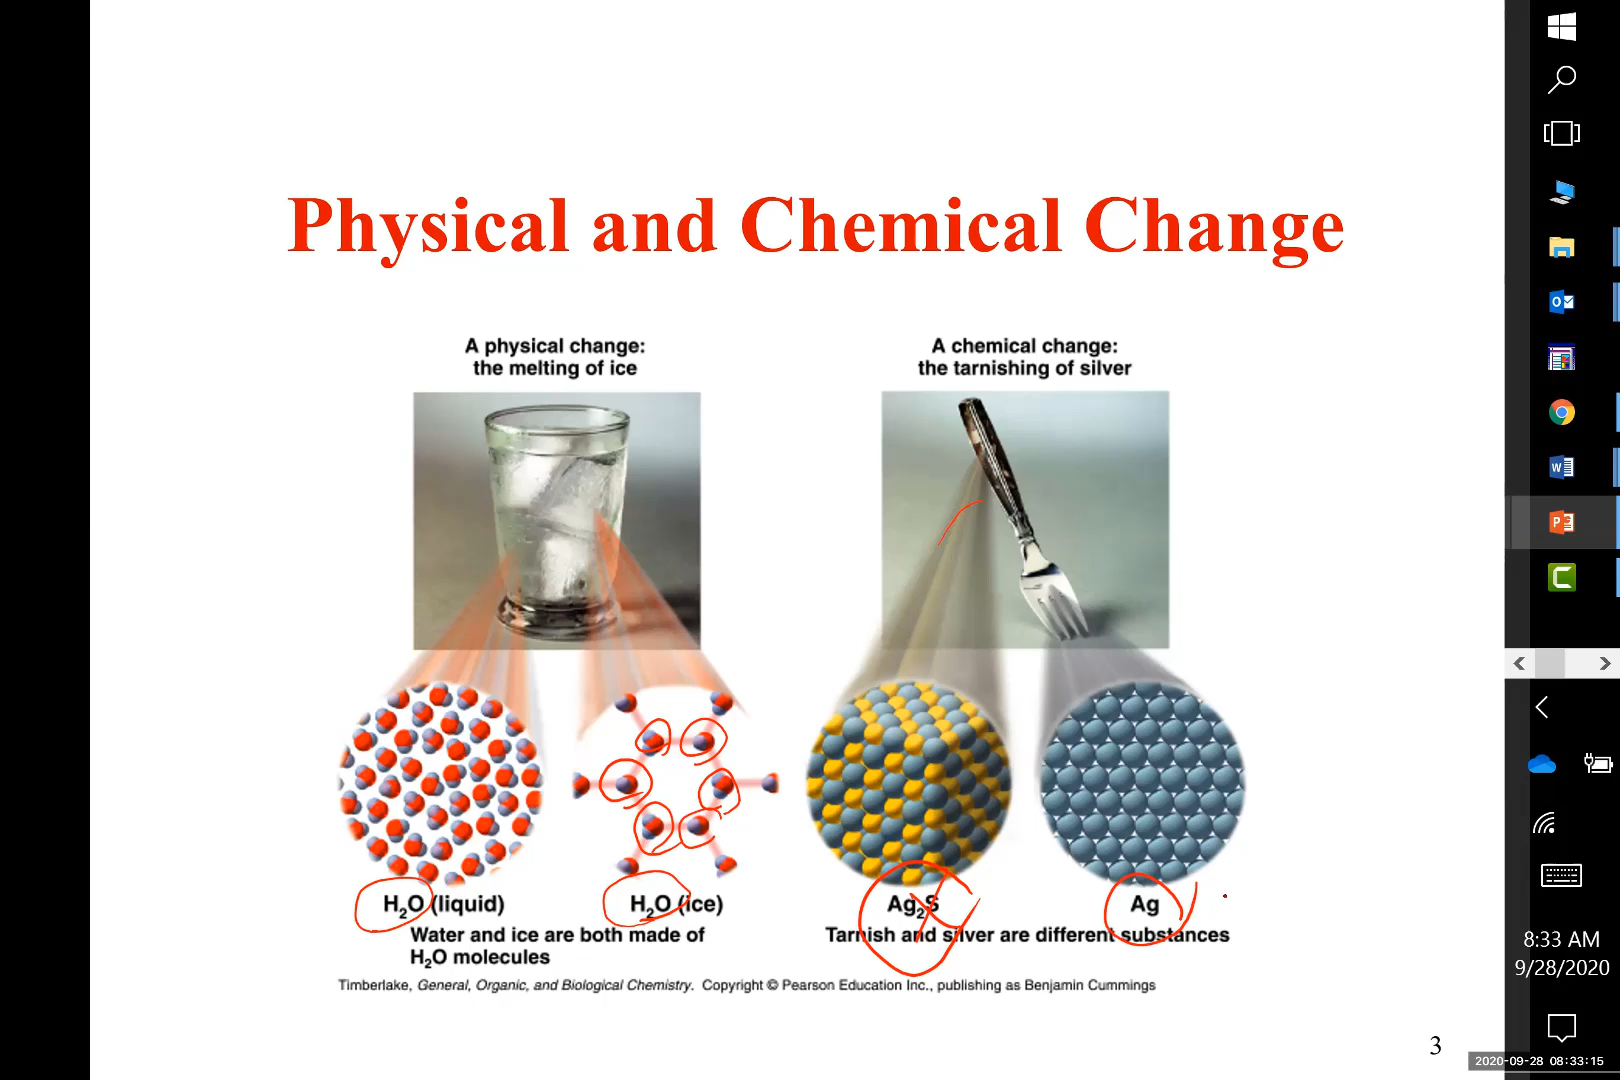 Physical and Chemical Change
A physical change:
the melting of ice
A chemical change:
the tarnishing of silver
H₂O (liquid)
H₂O (ice)
Water and ice are both made of
H₂O molecules
Ag₂S
Ag
Tarnish and silver are different substances
Timberlake, General, Organic, and Biological Chemistry. Copyright © Pearson Education Inc., publishing as Benjamin Cummings
3
8:33 AM
9/28/2020
2020-09-28 08:33:15